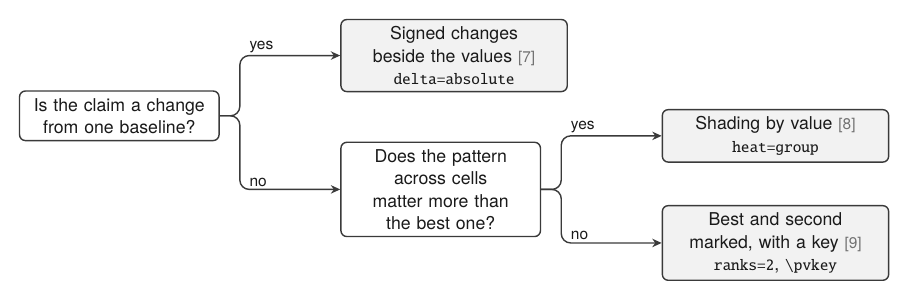 Is the claim a change
from one baseline?
yes
Signed changes
beside the values [7]
delta=absolute
no
Does the pattern
across cells
matter more than
the best one?
yes
Shading by value [8]
heat=group
no
Best and second
marked, with a key [9]
ranks=2, \pvkey